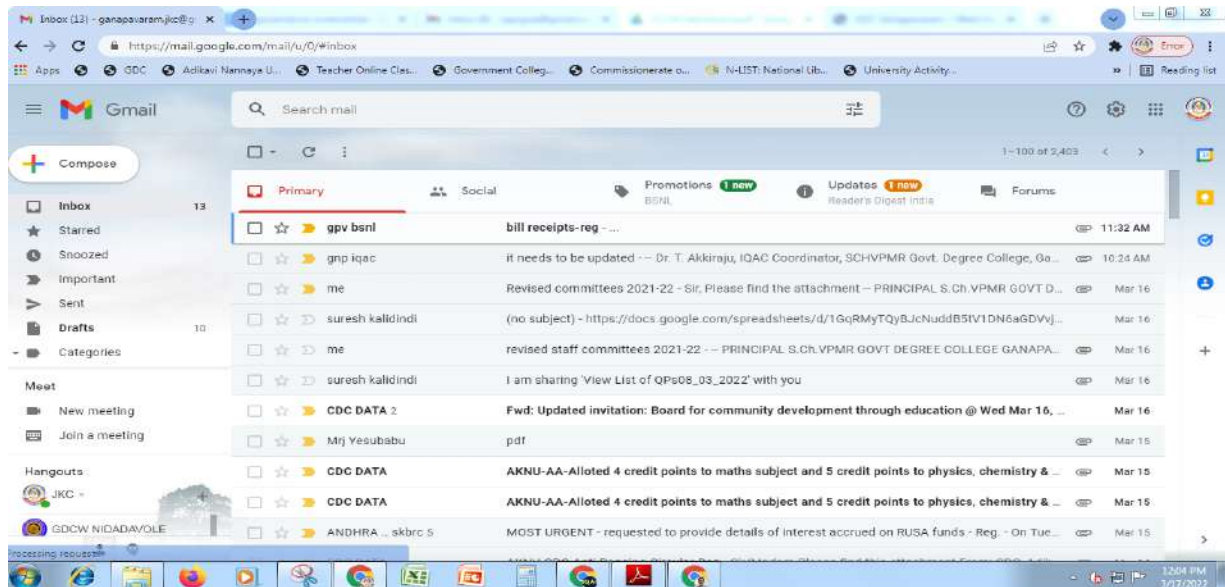 Inbox (13) - ganapavaram.jkc@g
https://mail.google.com/mail/u/0/#inbox
Error
Apps GDC Adikavi Nannaya U... Teacher Online Clas... Government Colleg... Commissionerate o... N-LIST: National Lib... University Activity... Reading list
Gmail
Search mail
Compose
1-100 of 2,403
Primary
Social
Promotions 1 new
BSNL
Updates 1 new
Reader's Digest India
Forums
Inbox 13
Starred
Snoozed
Important
Sent
Drafts 10
Categories
Meet
New meeting
Join a meeting
Hangouts
JKC
GDCW NIDADAVOLE
gpv bsnl bill receipts-reg - ... 11:32 AM
gnp iqac it needs to be updated - -- Dr. T. Akkiraju, IQAC Coordinator, SCHVPMR Govt. Degree College, Ga... 10:24 AM
me Revised committees 2021-22 - Sir, Please find the attachment -- PRINCIPAL S.Ch.VPMR GOVT D... Mar 16
suresh kalidindi (no subject) - https://docs.google.com/spreadsheets/d/ Mar 16
me revised staff committees 2021-22 - -- PRINCIPAL S.Ch.VPMR GOVT DEGREE COLLEGE GANAPA... Mar 16
suresh kalidindi I am sharing 'View List of QPs08_03_2022' with you Mar 16
CDC DATA 2 Fwd: Updated invitation: Board for community development through education @ Wed Mar 16, ... Mar 16
Mrj Yesubabu pdf Mar 15
CDC DATA AKNU-AA-Alloted 4 credit points to maths subject and 5 credit points to physics, chemistry & ... Mar 15
CDC DATA AKNU-AA-Alloted 4 credit points to maths subject and 5 credit points to physics, chemistry & ... Mar 15
ANDHRA .. skbrc 5 MOST URGENT - requested to provide details of interest accrued on RUSA funds - Reg. - On Tue... Mar 15
Processing request
12:04 PM
3/17/2022